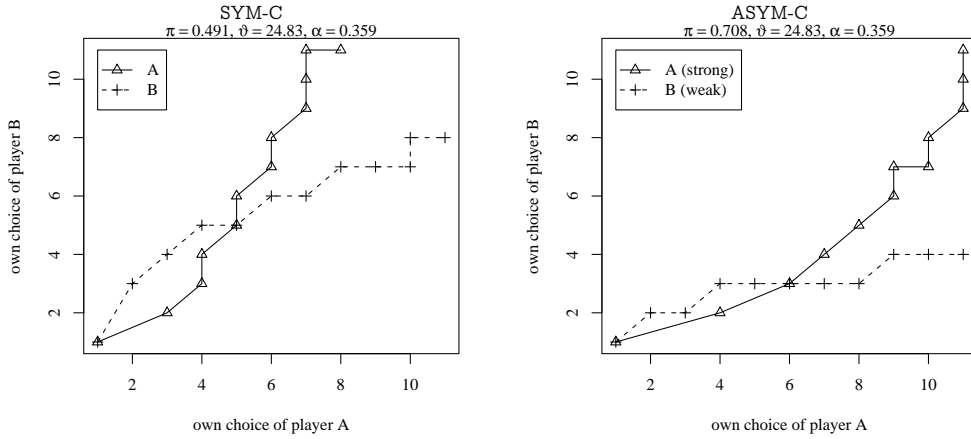 SYM-C
π = 0.491, ϑ = 24.83, α = 0.359
A
B
10
8
6
4
2
own choice of player B
2 4 6 8 10
own choice of player A
ASYM-C
π = 0.708, ϑ = 24.83, α = 0.359
A (strong)
B (weak)
10
8
6
4
2
own choice of player B
2 4 6 8 10
own choice of player A